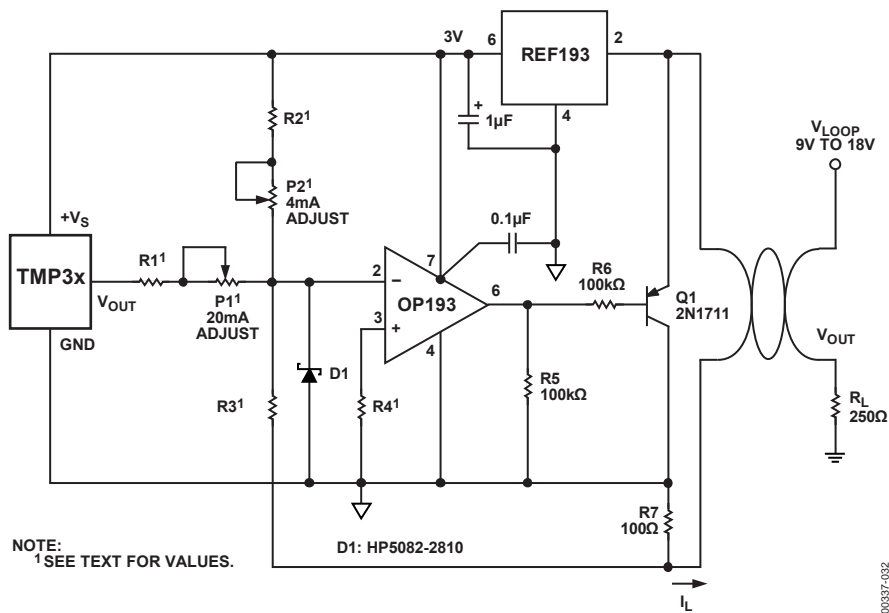 3V
6
REF193
2
4
R2¹
+
1µF
V_LOOP
9V TO 18V
P2¹
4mA
ADJUST
0.1µF
+V_S
TMP3x
R1¹
V_OUT
P1¹
20mA
ADJUST
GND
2
−
7
OP193
6
3
+
4
R6
100kΩ
Q1
2N1711
V_OUT
D1
R3¹
R4¹
R5
100kΩ
R_L
250Ω
R7
100Ω
NOTE:
¹SEE TEXT FOR VALUES.
D1: HP5082-2810
I_L
00337-032